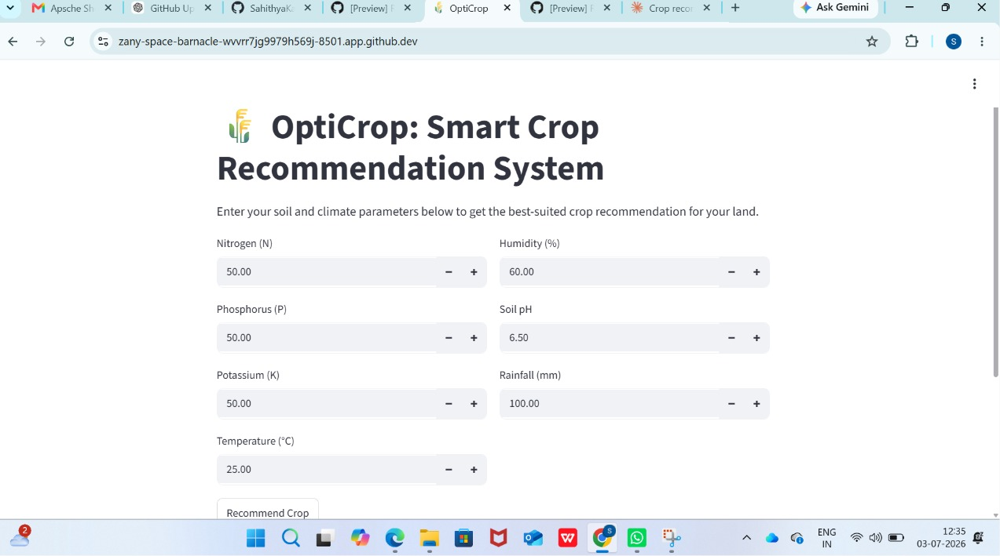 Apsche Sh
GitHub Up
SahithyaKa
[Preview]
OptiCrop
[Preview]
Crop reco
Ask Gemini
zany-space-barnacle-wvvrr7jg9979h569j-8501.app.github.dev
S
OptiCrop: Smart Crop
Recommendation System
Enter your soil and climate parameters below to get the best-suited crop recommendation for your land.
Nitrogen (N)
Humidity (%)
50.00
60.00
Phosphorus (P)
Soil pH
50.00
6.50
Potassium (K)
Rainfall (mm)
50.00
100.00
Temperature (°C)
25.00
Recommend Crop
2
S
ENG
IN
12:35
03-07-2026